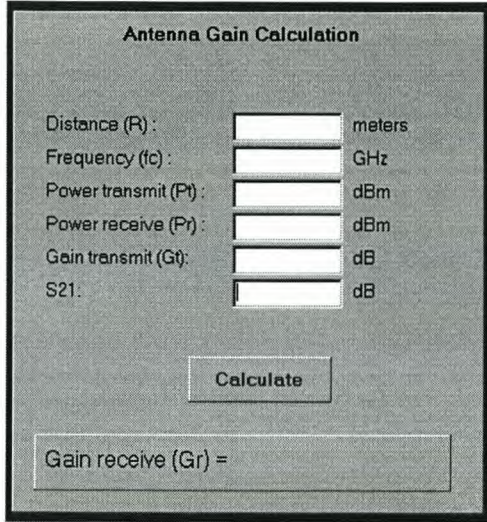 Antenna Gain Calculation
Distance (R) : meters
Frequency (fc) : GHz
Power transmit (Pt) : dBm
Power receive (Pr) : dBm
Gain transmit (Gt): dB
S21: dB
Calculate
Gain receive (Gr) =